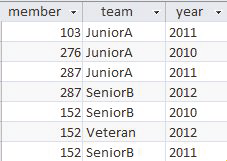 member team year
103 JuniorA 2011
276 JuniorA 2010
287 JuniorA 2011
287 SeniorB 2012
152 SeniorB 2010
152 Veteran 2012
152 SeniorB 2011